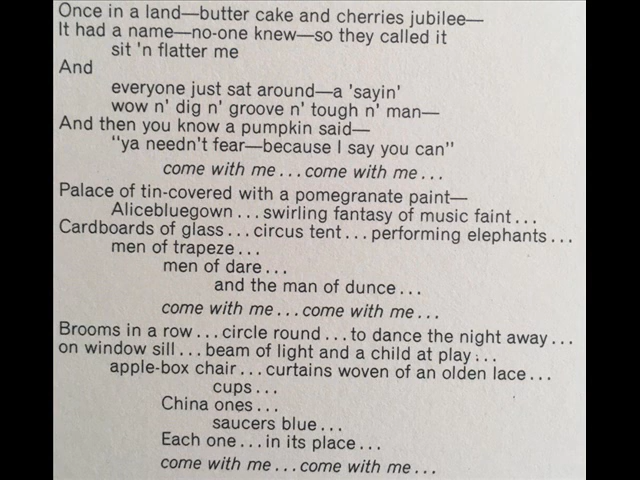 Once in a land—butter cake and cherries jubilee—
It had a name—no-one knew—so they called it
sit 'n flatter me
And
everyone just sat around—a 'sayin'
wow n' dig n' groove n' tough n' man—
And then you know a pumpkin said—
"ya needn't fear—because I say you can"
come with me...come with me...
Palace of tin-covered with a pomegranate paint—
Alicebluegown...swirling fantasy of music faint...
Cardboards of glass...circus tent...performing elephants...
men of trapeze...
men of dare...
and the man of dunce...
come with me...come with me...
Brooms in a row...circle round...to dance the night away...
on window sill...beam of light and a child at play...
apple-box chair...curtains woven of an olden lace...
cups...
China ones...
saucers blue...
Each one...in its place...
come with me...come with me...